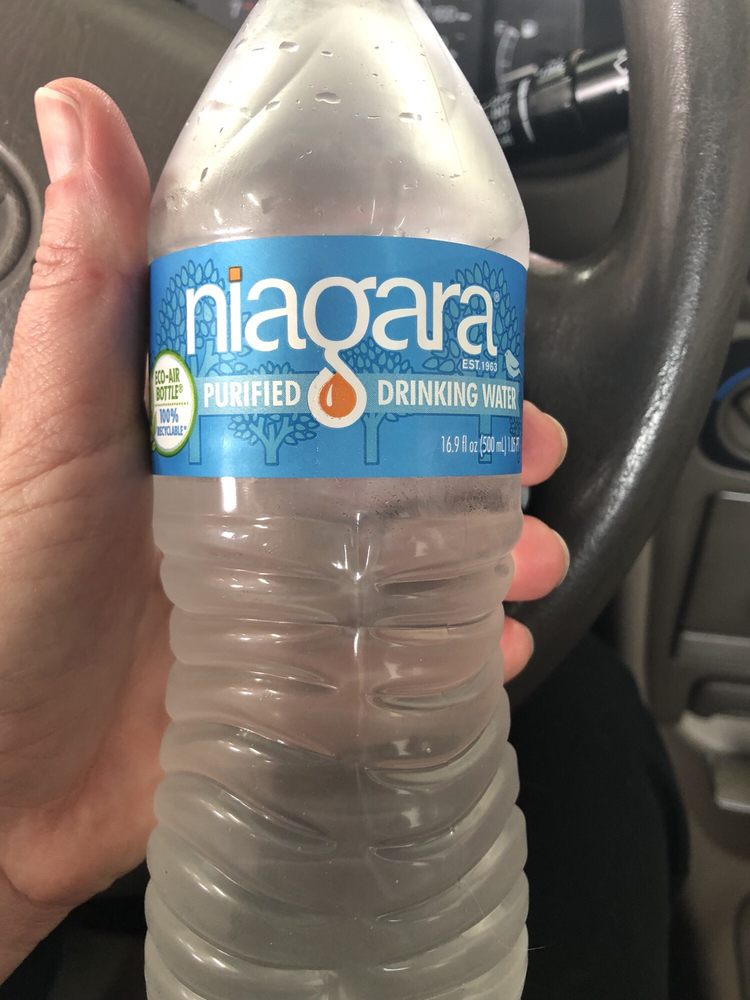 niagara®
EST.1963
ECO-AIR
BOTTLE®
100%
RECYCLABLE*
PURIFIED DRINKING WATER
16.9 fl oz (500 mL)